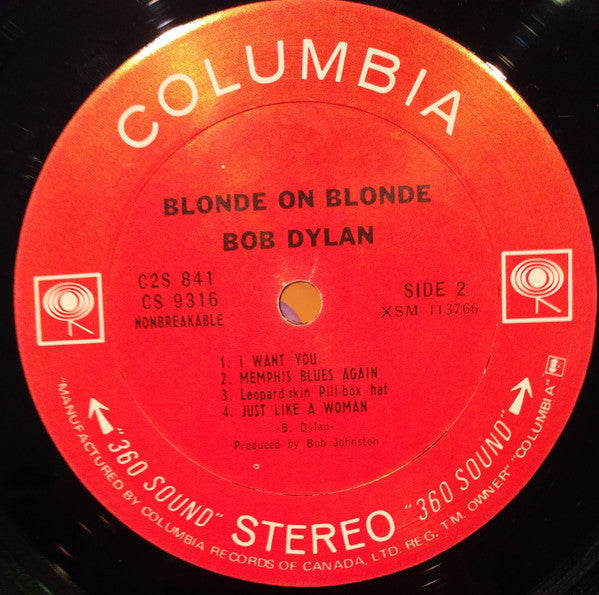 COLUMBIA
BLONDE ON BLONDE
BOB DYLAN
C2S 841
CS 9316
NONBREAKABLE
SIDE 2
XSM 113766
1. i WANT YOU
2. MEMPHIS BLUES AGAIN
3. Leopard-skin Pill-box hat
4. JUST LIKE A WOMAN
-B. Dylan-
Produced by Bob Johnston
"360 SOUND" STEREO "360 SOUND"
"MANUFACTURED BY COLUMBIA RECORDS OF CANADA, LTD. REG. T.M. OWNER" "COLUMBIA"